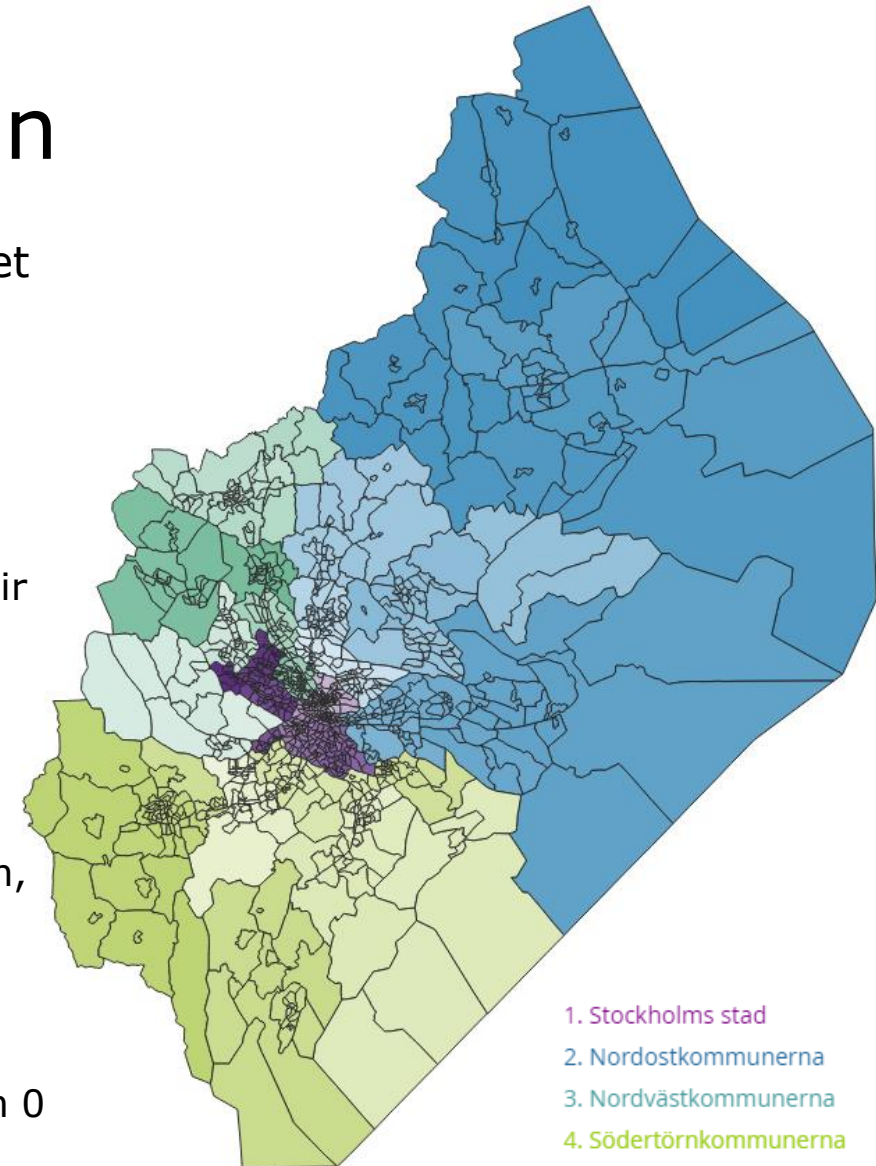 n
et
ir
n,
n 0
1. Stockholms stad
2. Nordostkommunerna
3. Nordvästkommunerna
4. Södertörnkommunerna